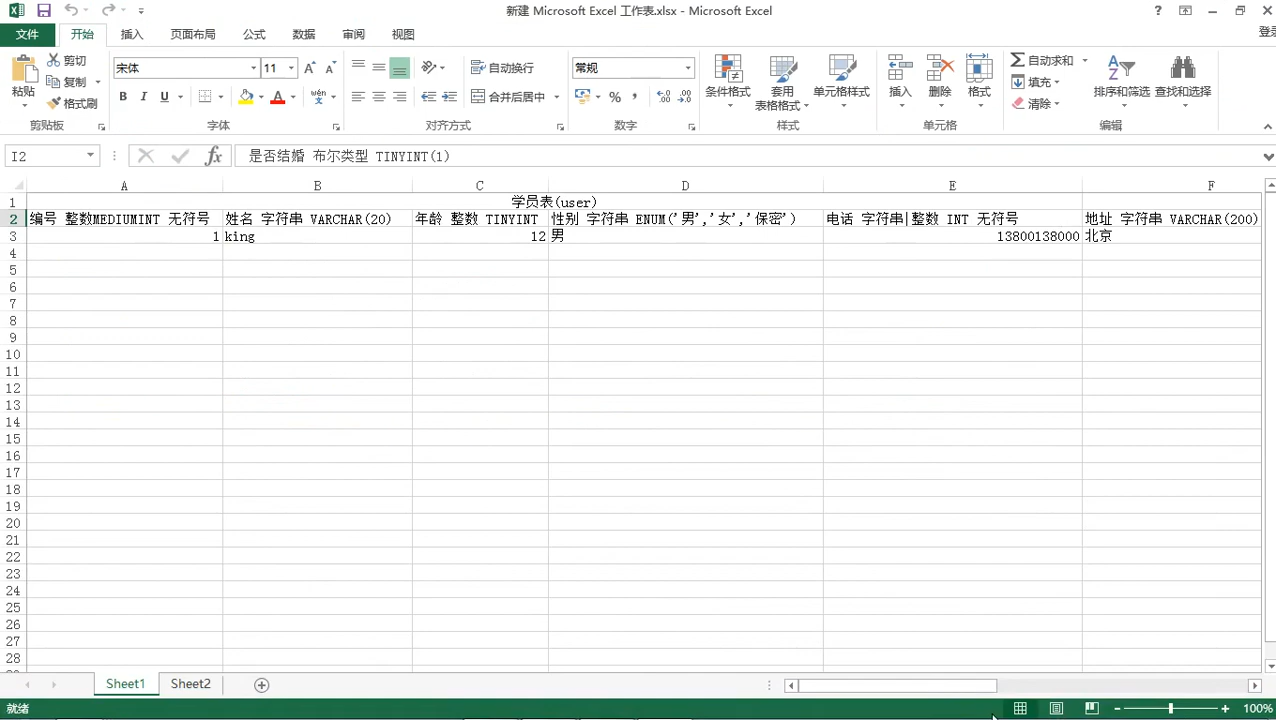 新建 Microsoft Excel 工作表.xlsx - Microsoft Excel
文件 开始 插入 页面布局 公式 数据 审阅 视图
粘贴 剪切 复制 格式刷 剪贴板
宋体 11 B I U 字体
自动换行 合并后居中 对齐方式
常规 % , 数字
条件格式 套用 表格格式 单元格样式 样式
插入 删除 格式 单元格
自动求和 填充 清除 排序和筛选 查找和选择 编辑
I2 fx 是否结婚 布尔类型 TINYINT(1)
A B C D E F
1 学员表(user)
2 编号 整数MEDIUMINT 无符号 姓名 字符串 VARCHAR(20) 年龄 整数 TINYINT 性别 字符串 ENUM('男','女','保密') 电话 字符串|整数 INT 无符号 地址 字符串 VARCHAR(200)
3 1 king 12 男 13800138000 北京
4
5
6
7
8
9
10
11
12
13
14
15
16
17
18
19
20
21
22
23
24
25
26
27
28
Sheet1 Sheet2
就绪 100%